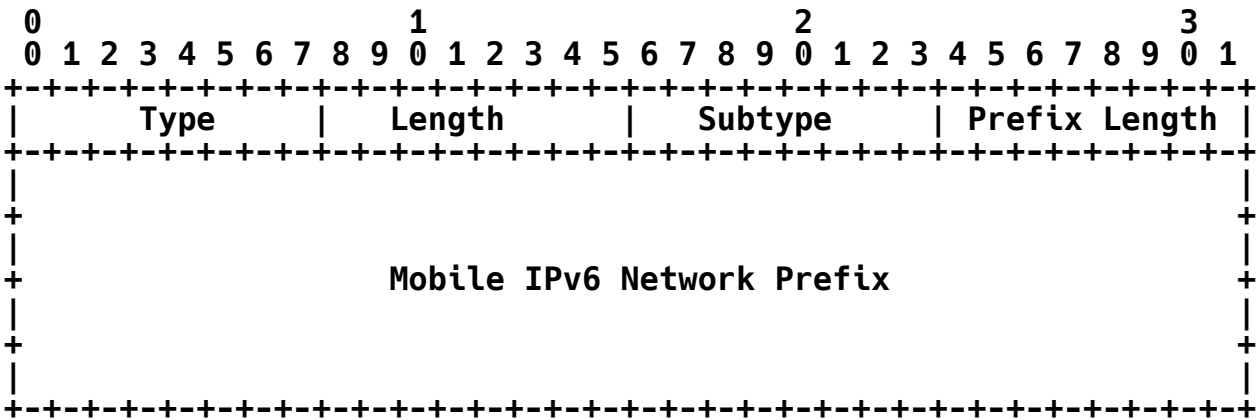 0                   1                   2                   3
 0 1 2 3 4 5 6 7 8 9 0 1 2 3 4 5 6 7 8 9 0 1 2 3 4 5 6 7 8 9 0 1
+-+-+-+-+-+-+-+-+-+-+-+-+-+-+-+-+-+-+-+-+-+-+-+-+-+-+-+-+-+-+-+-+
|      Type     |   Length      |   Subtype     | Prefix Length |
+-+-+-+-+-+-+-+-+-+-+-+-+-+-+-+-+-+-+-+-+-+-+-+-+-+-+-+-+-+-+-+-+
|                                                               |
+                                                               +
|                                                               |
+                   Mobile IPv6 Network Prefix                  +
|                                                               |
+                                                               +
|                                                               |
+-+-+-+-+-+-+-+-+-+-+-+-+-+-+-+-+-+-+-+-+-+-+-+-+-+-+-+-+-+-+-+-+